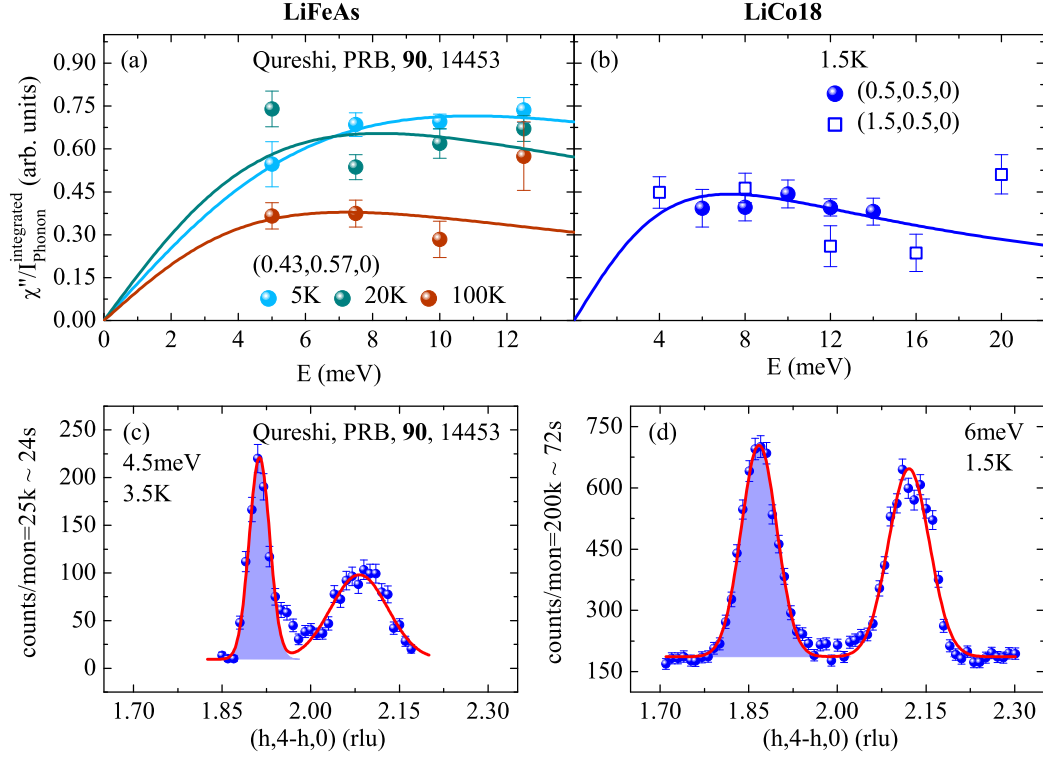 LiFeAs
LiCo18
(a)
Qureshi, PRB, 90, 14453
χ''/I integrated Phonon (arb. units)
0.90
0.75
0.60
0.45
0.30
0.15
0.00
(0.43,0.57,0)
5K 20K 100K
0 2 4 6 8 10 12
E (meV)
(b)
1.5K
(0.5,0.5,0)
(1.5,0.5,0)
4 8 12 16 20
E (meV)
(c)
Qureshi, PRB, 90, 14453
4.5meV
3.5K
counts/mon=25k ~ 24s
250
200
150
100
50
0
1.70 1.85 2.00 2.15 2.30
(h,4-h,0) (rlu)
(d)
6meV
1.5K
counts/mon=200k ~ 72s
750
600
450
300
150
1.70 1.85 2.00 2.15 2.30
(h,4-h,0) (rlu)